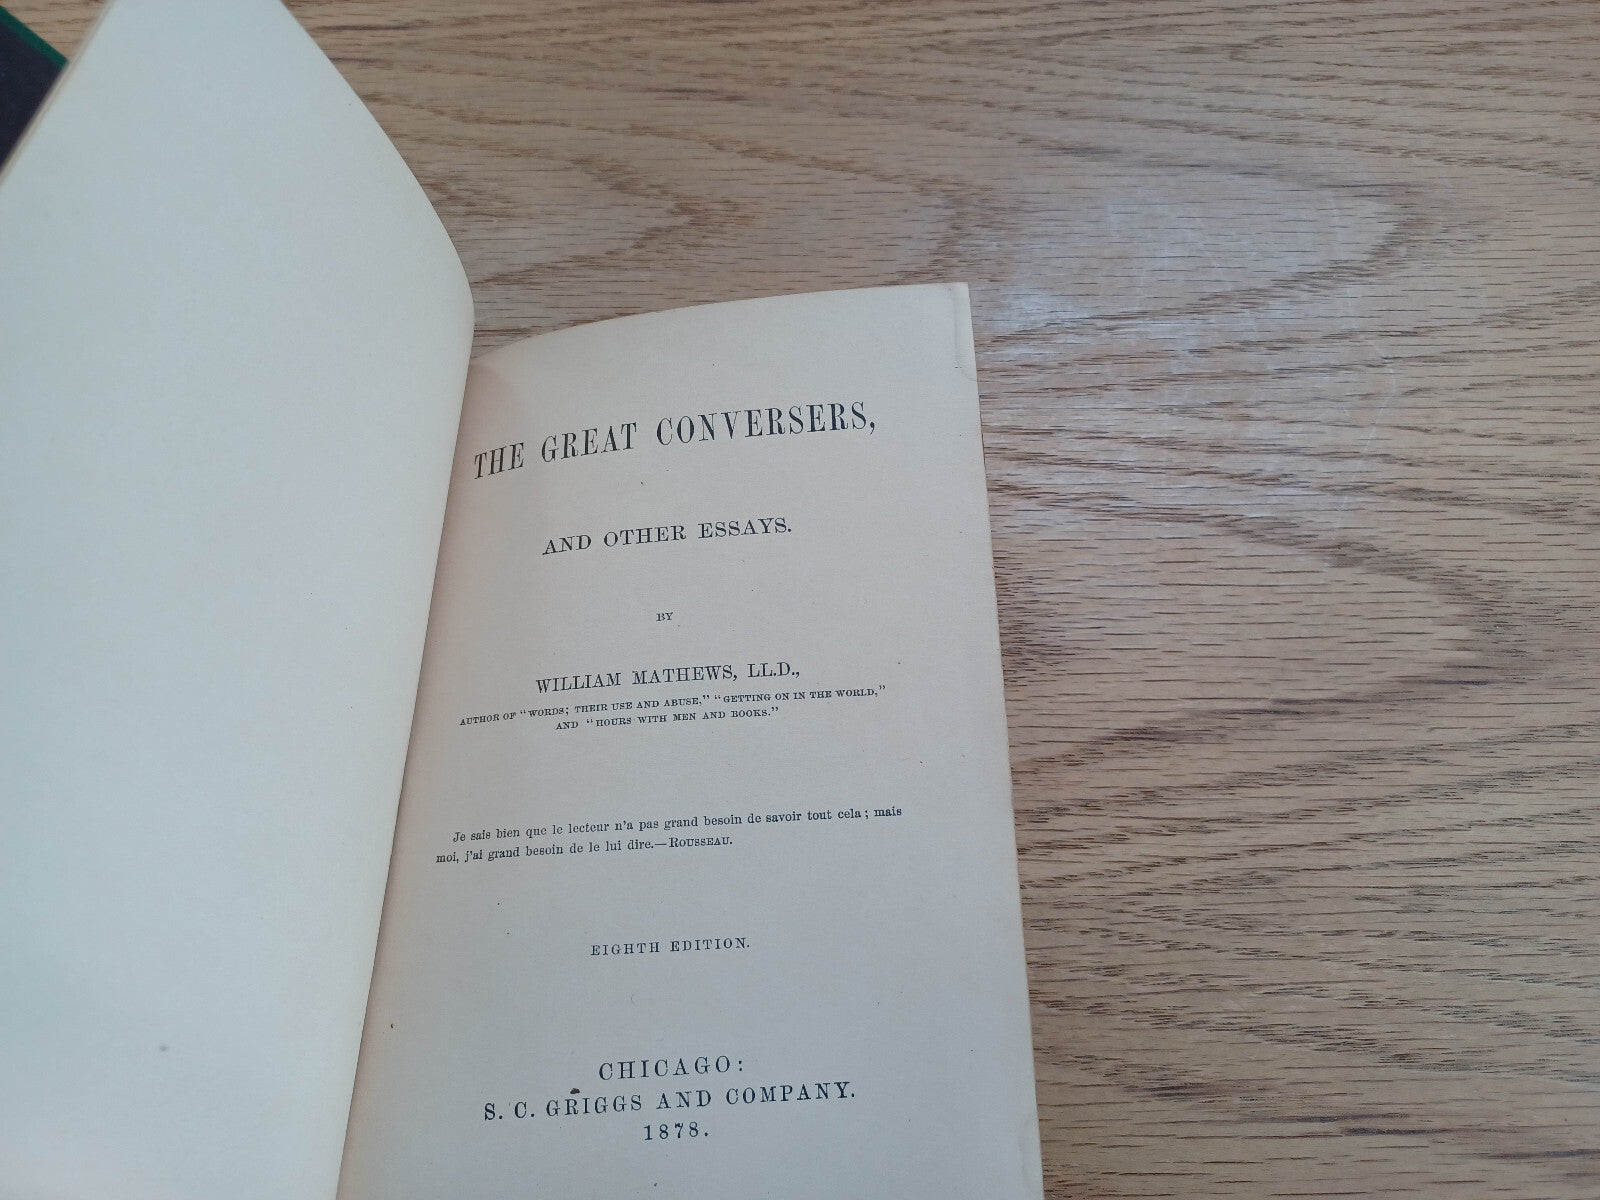 THE GREAT CONVERSERS,
AND OTHER ESSAYS.
BY
WILLIAM MATHEWS, LL.D.,
AUTHOR OF "WORDS; THEIR USE AND ABUSE," "GETTING ON IN THE WORLD,"
AND "HOURS WITH MEN AND BOOKS."
Je sais bien que le lecteur n'a pas grand besoin de savoir tout cela; mais
moi, j'ai grand besoin de le lui dire.—ROUSSEAU.
EIGHTH EDITION.
CHICAGO:
S. C. GRIGGS AND COMPANY.
1878.